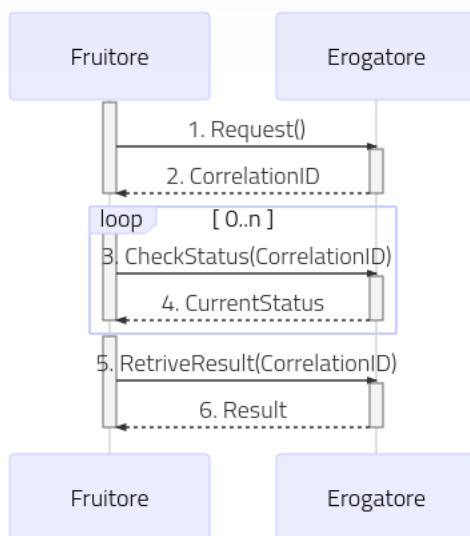 Fruitore Erogatore
1. Request()
2. CorrelationID
loop [ 0..n ]
3. CheckStatus(CorrelationID)
4. CurrentStatus
5. RetriveResult(CorrelationID)
6. Result
Fruitore Erogatore